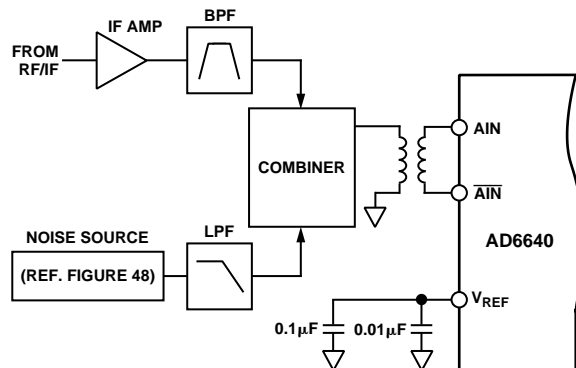 IF AMP
BPF
FROM
RF/IF
COMBINER
AIN
A̅I̅N̅
AD6640
NOISE SOURCE
(REF. FIGURE 48)
LPF
VREF
0.1μF
0.01μF